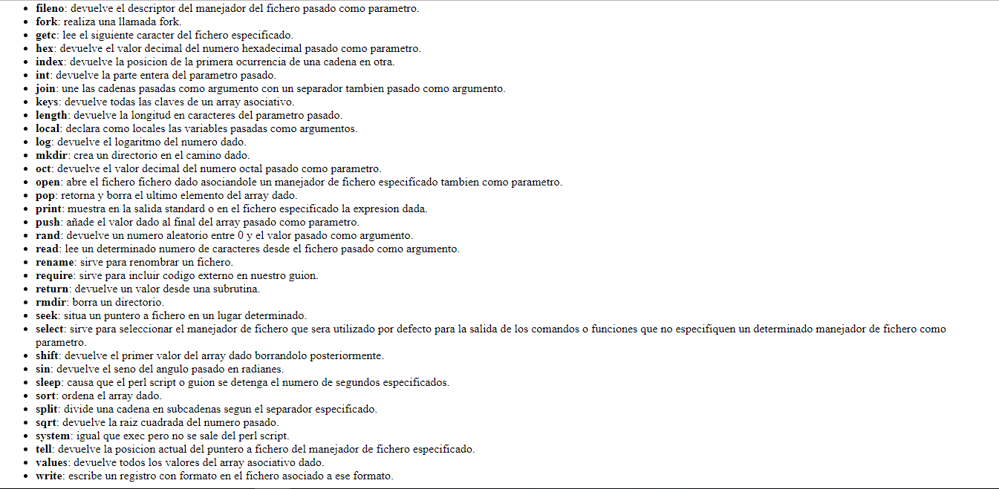 fileno: devuelve el descriptor del manejador del fichero pasado como parametro.
fork: realiza una llamada fork.
getc: lee el siguiente caracter del fichero especificado.
hex: devuelve el valor decimal del numero hexadecimal pasado como parametro.
index: devuelve la posicion de la primera ocurrencia de una cadena en otra.
int: devuelve la parte entera del parametro pasado.
join: une las cadenas pasadas como argumento con un separador tambien pasado como argumento.
keys: devuelve todas las claves de un array asociativo.
length: devuelve la longitud en caracteres del parametro pasado.
local: declara como locales las variables pasadas como argumentos.
log: devuelve el logaritmo del numero dado.
mkdir: crea un directorio en el camino dado.
oct: devuelve el valor decimal del numero octal pasado como parametro.
open: abre el fichero fichero dado asociandole un manejador de fichero especificado tambien como parametro.
pop: retorna y borra el ultimo elemento del array dado.
print: muestra en la salida standard o en el fichero especificado la expresion dada.
push: añade el valor dado al final del array pasado como parametro.
rand: devuelve un numero aleatorio entre 0 y el valor pasado como argumento.
read: lee un determinado numero de caracteres desde el fichero pasado como argumento.
rename: sirve para renombrar un fichero.
require: sirve para incluir codigo externo en nuestro guion.
return: devuelve un valor desde una subrutina.
rmdir: borra un directorio.
seek: situa un puntero a fichero en un lugar determinado.
select: sirve para seleccionar el manejador de fichero que sera utilizado por defecto para la salida de los comandos o funciones que no especifiquen un determinado manejador de fichero como
parametro.
shift: devuelve el primer valor del array dado borrandolo posteriormente.
sin: devuelve el seno del angulo pasado en radianes.
sleep: causa que el perl script o guion se detenga el numero de segundos especificados.
sort: ordena el array dado.
split: divide una cadena en subcadenas segun el separador especificado.
sqrt: devuelve la raiz cuadrada del numero pasado.
system: igual que exec pero no se sale del perl script.
tell: devuelve la posicion actual del puntero a fichero del manejador de fichero especificado.
values: devuelve todos los valores del array asociativo dado.
write: escribe un registro con formato en el fichero asociado a ese formato.